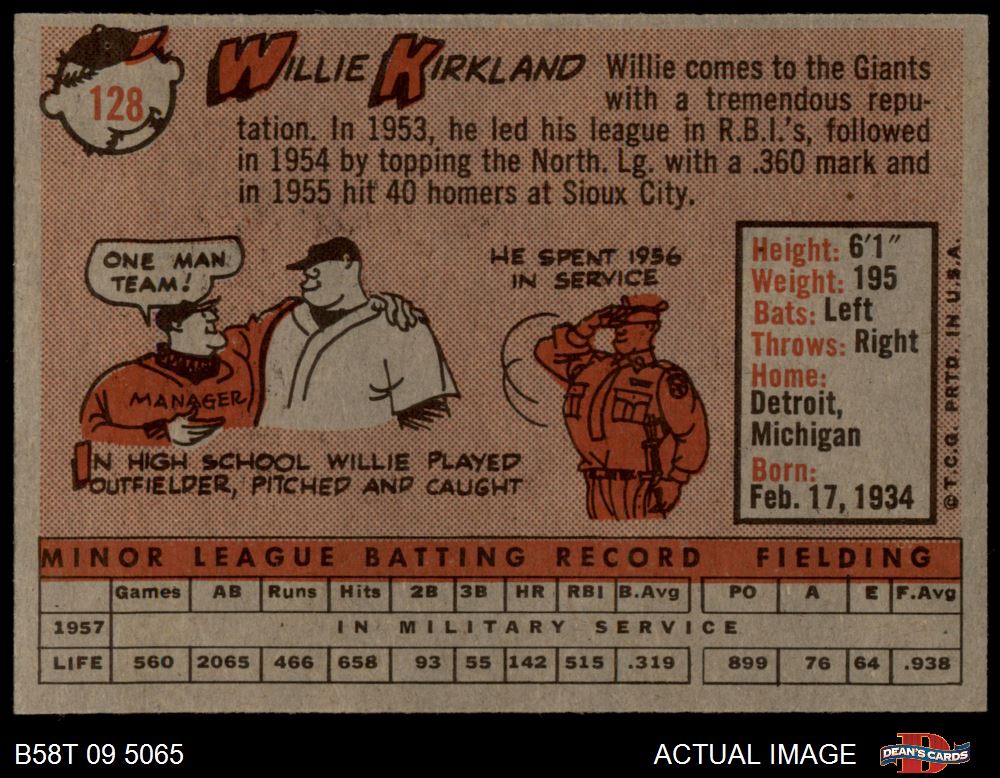 128
WILLIE KIRKLAND
Willie comes to the Giants
with a tremendous repu-
tation. In 1953, he led his league in R.B.I.'s, followed
in 1954 by topping the North. Lg. with a .360 mark and
in 1955 hit 40 homers at Sioux City.
ONE MAN
TEAM!
MANAGER
IN HIGH SCHOOL WILLIE PLAYED
OUTFIELDER, PITCHED AND CAUGHT
HE SPENT 1956
IN SERVICE
Height: 6'1"
Weight: 195
Bats: Left
Throws: Right
Home:
Detroit,
Michigan
Born:
Feb. 17, 1934
© T.C.G. PRTD. IN U.S.A.
MINOR LEAGUE BATTING RECORD FIELDING
Games AB Runs Hits 2B 3B HR RBI B.Avg PO A E F.Avg
1957 IN MILITARY SERVICE
LIFE 560 2065 466 658 93 55 142 515 .319 899 76 64 .938
B58T 09 5065
ACTUAL IMAGE
DEAN'S CARDS